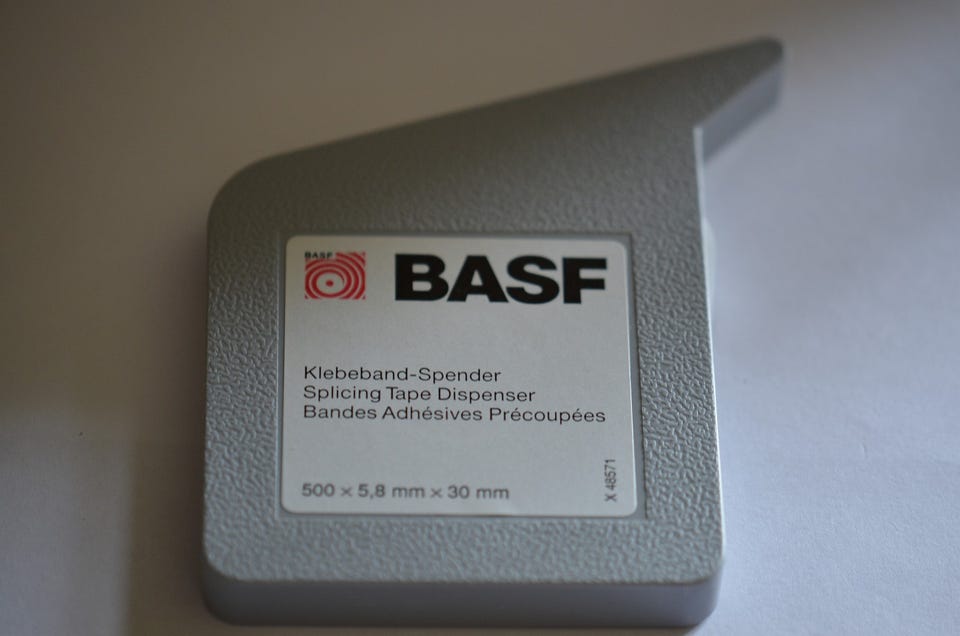 BASF
BASF
Klebeband-Spender
Splicing Tape Dispenser
Bandes Adhésives Précoupées
500 × 5,8 mm × 30 mm
X 48571